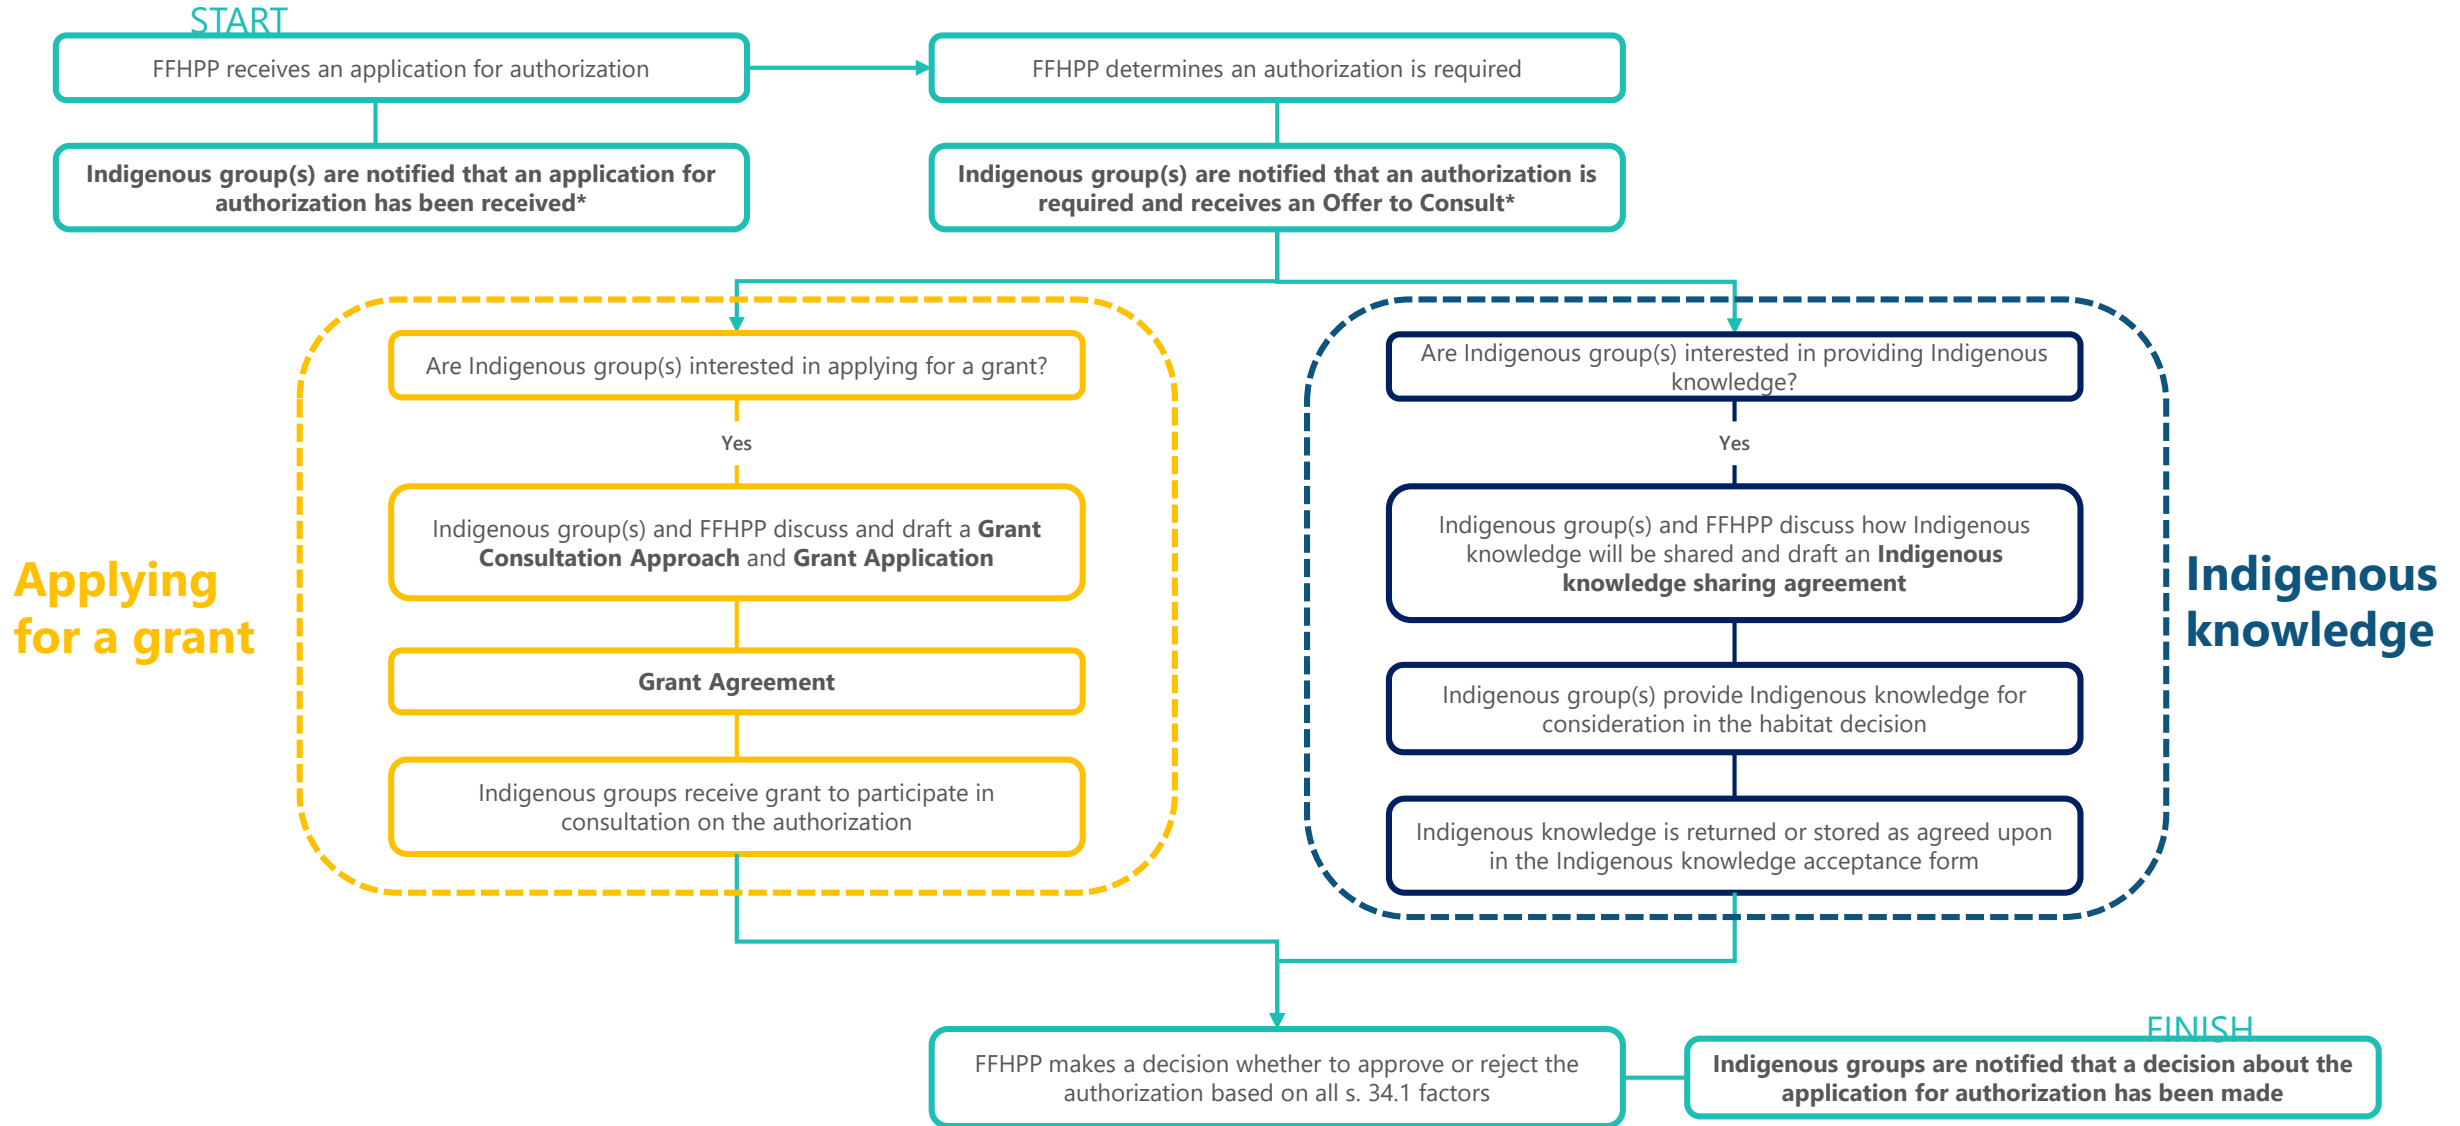 START
FFHPP receives an application for authorization
FFHPP determines an authorization is required
Indigenous group(s) are notified that an application for
authorization has been received*
Indigenous group(s) are notified that an authorization is
required and receives an Offer to Consult*
Applying
for a grant
Are Indigenous group(s) interested in applying for a grant?
Yes
Indigenous group(s) and FFHPP discuss and draft a Grant
Consultation Approach and Grant Application
Grant Agreement
Indigenous groups receive grant to participate in
consultation on the authorization
Are Indigenous group(s) interested in providing Indigenous
knowledge?
Yes
Indigenous group(s) and FFHPP discuss how Indigenous
knowledge will be shared and draft an Indigenous
knowledge sharing agreement
Indigenous group(s) provide Indigenous knowledge for
consideration in the habitat decision
Indigenous knowledge is returned or stored as agreed upon
in the Indigenous knowledge acceptance form
Indigenous
knowledge
FFHPP makes a decision whether to approve or reject the
authorization based on all s. 34.1 factors
FINISH
Indigenous groups are notified that a decision about the
application for authorization has been made